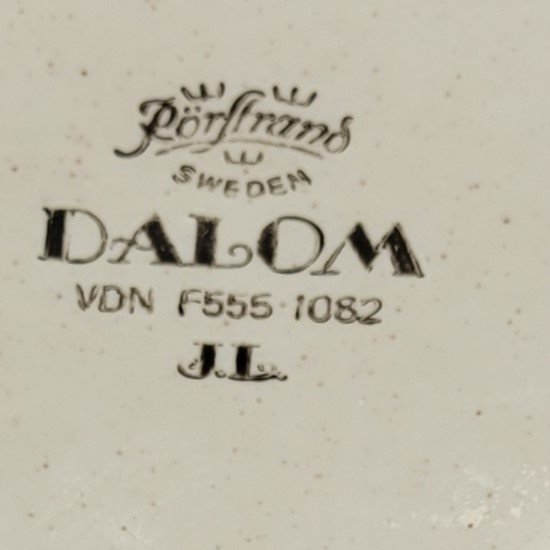 Rörstrand
SWEDEN
DALOM
VDN F555 1082
J.L.